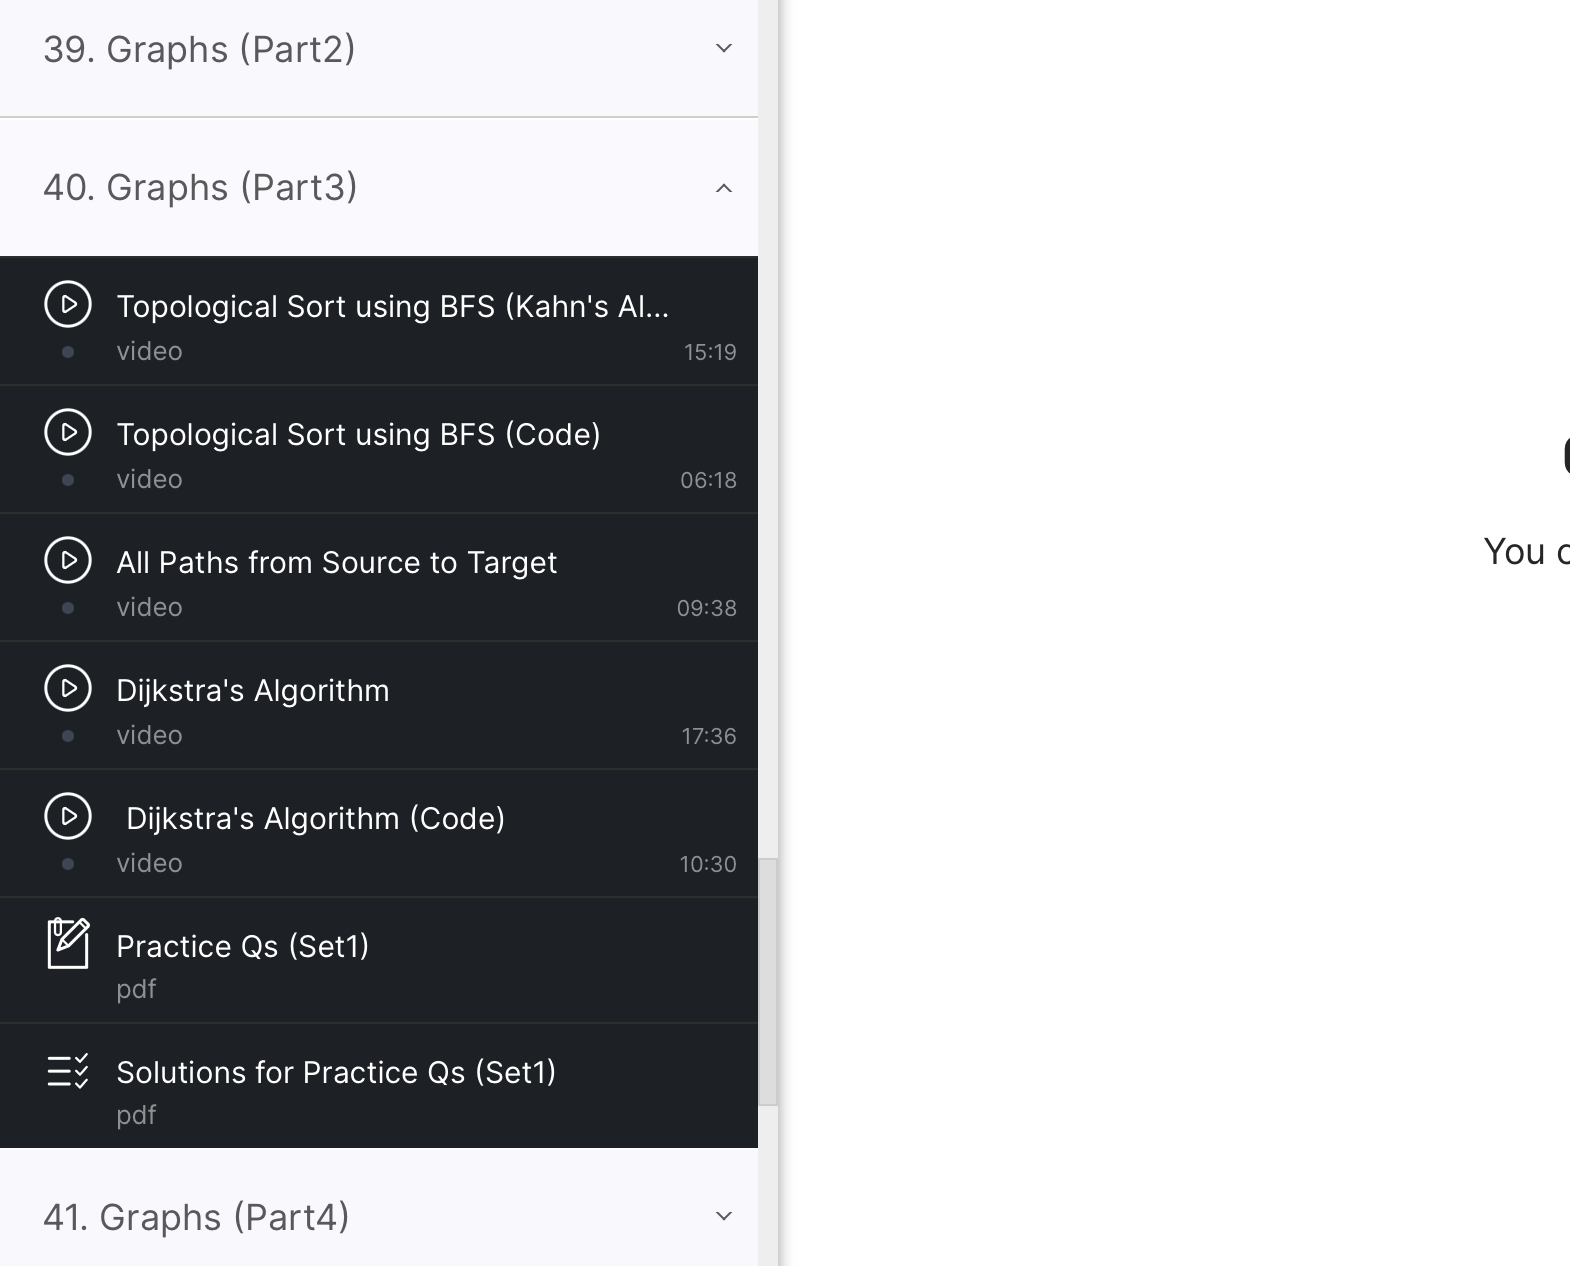 39. Graphs (Part2)
40. Graphs (Part3)
Topological Sort using BFS (Kahn's Al...
video 15:19
Topological Sort using BFS (Code)
video 06:18
All Paths from Source to Target
video 09:38
Dijkstra's Algorithm
video 17:36
Dijkstra's Algorithm (Code)
video 10:30
Practice Qs (Set1)
pdf
Solutions for Practice Qs (Set1)
pdf
41. Graphs (Part4)
You